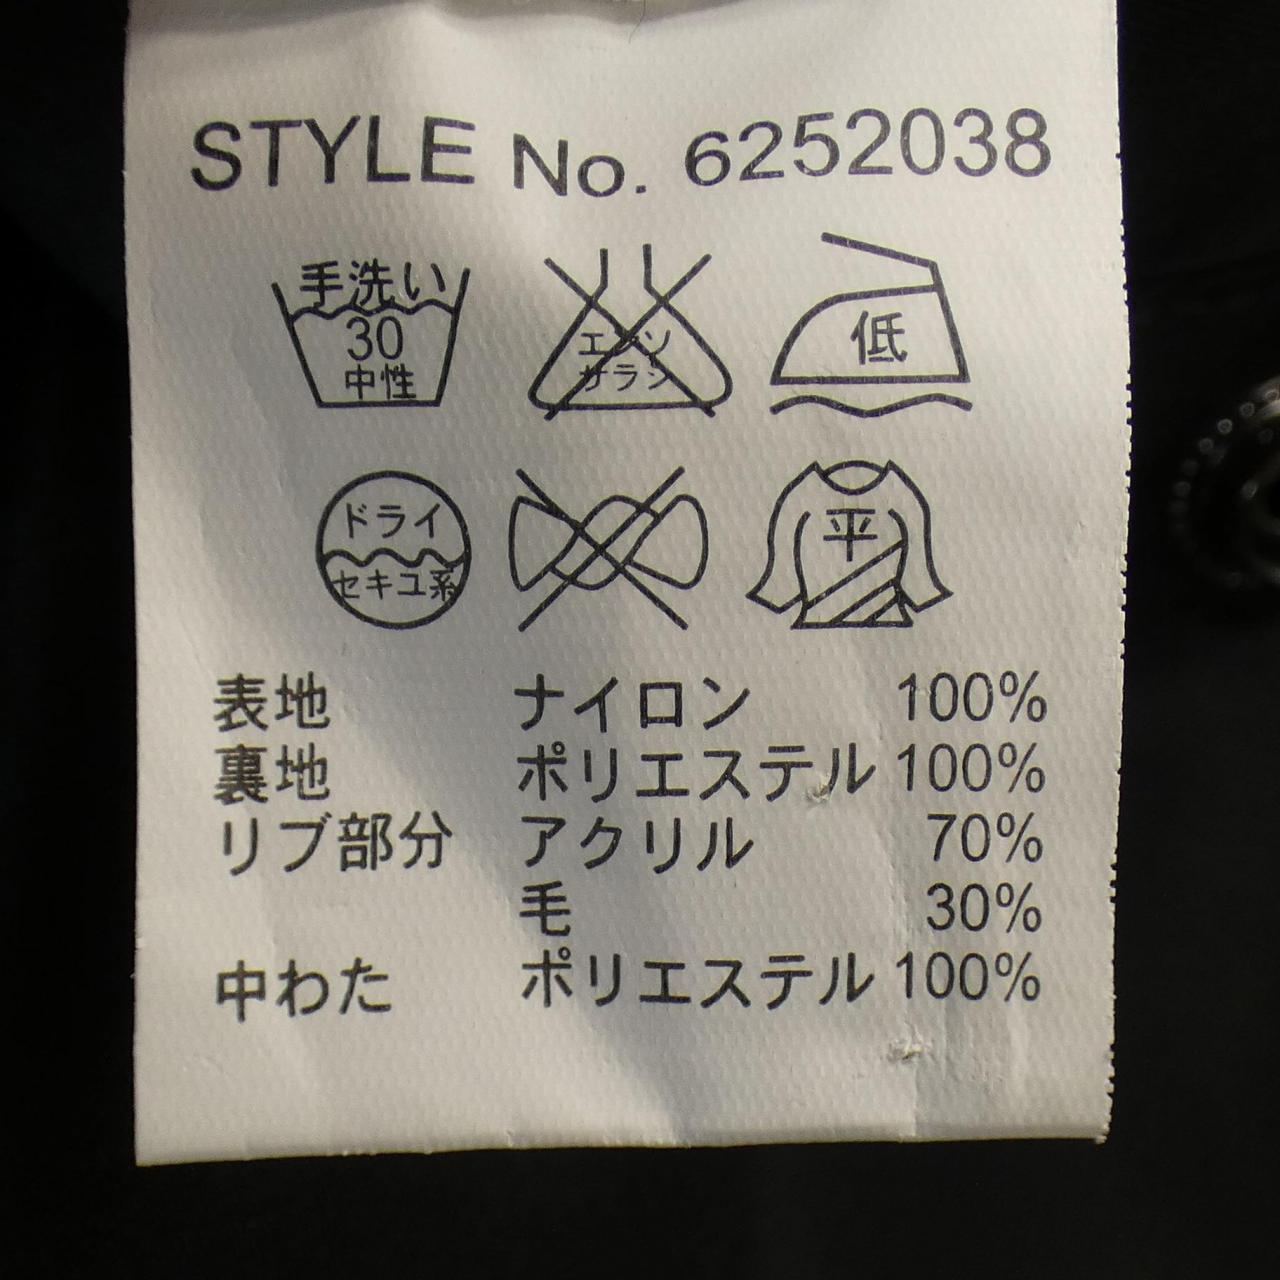 STYLE No. 6252038
手洗い
30
中性
エンソ
サラシ
低
ドライ
セキユ系
平
表地 ナイロン 100%
裏地 ポリエステル 100%
リブ部分 アクリル 70%
毛 30%
中わた ポリエステル 100%